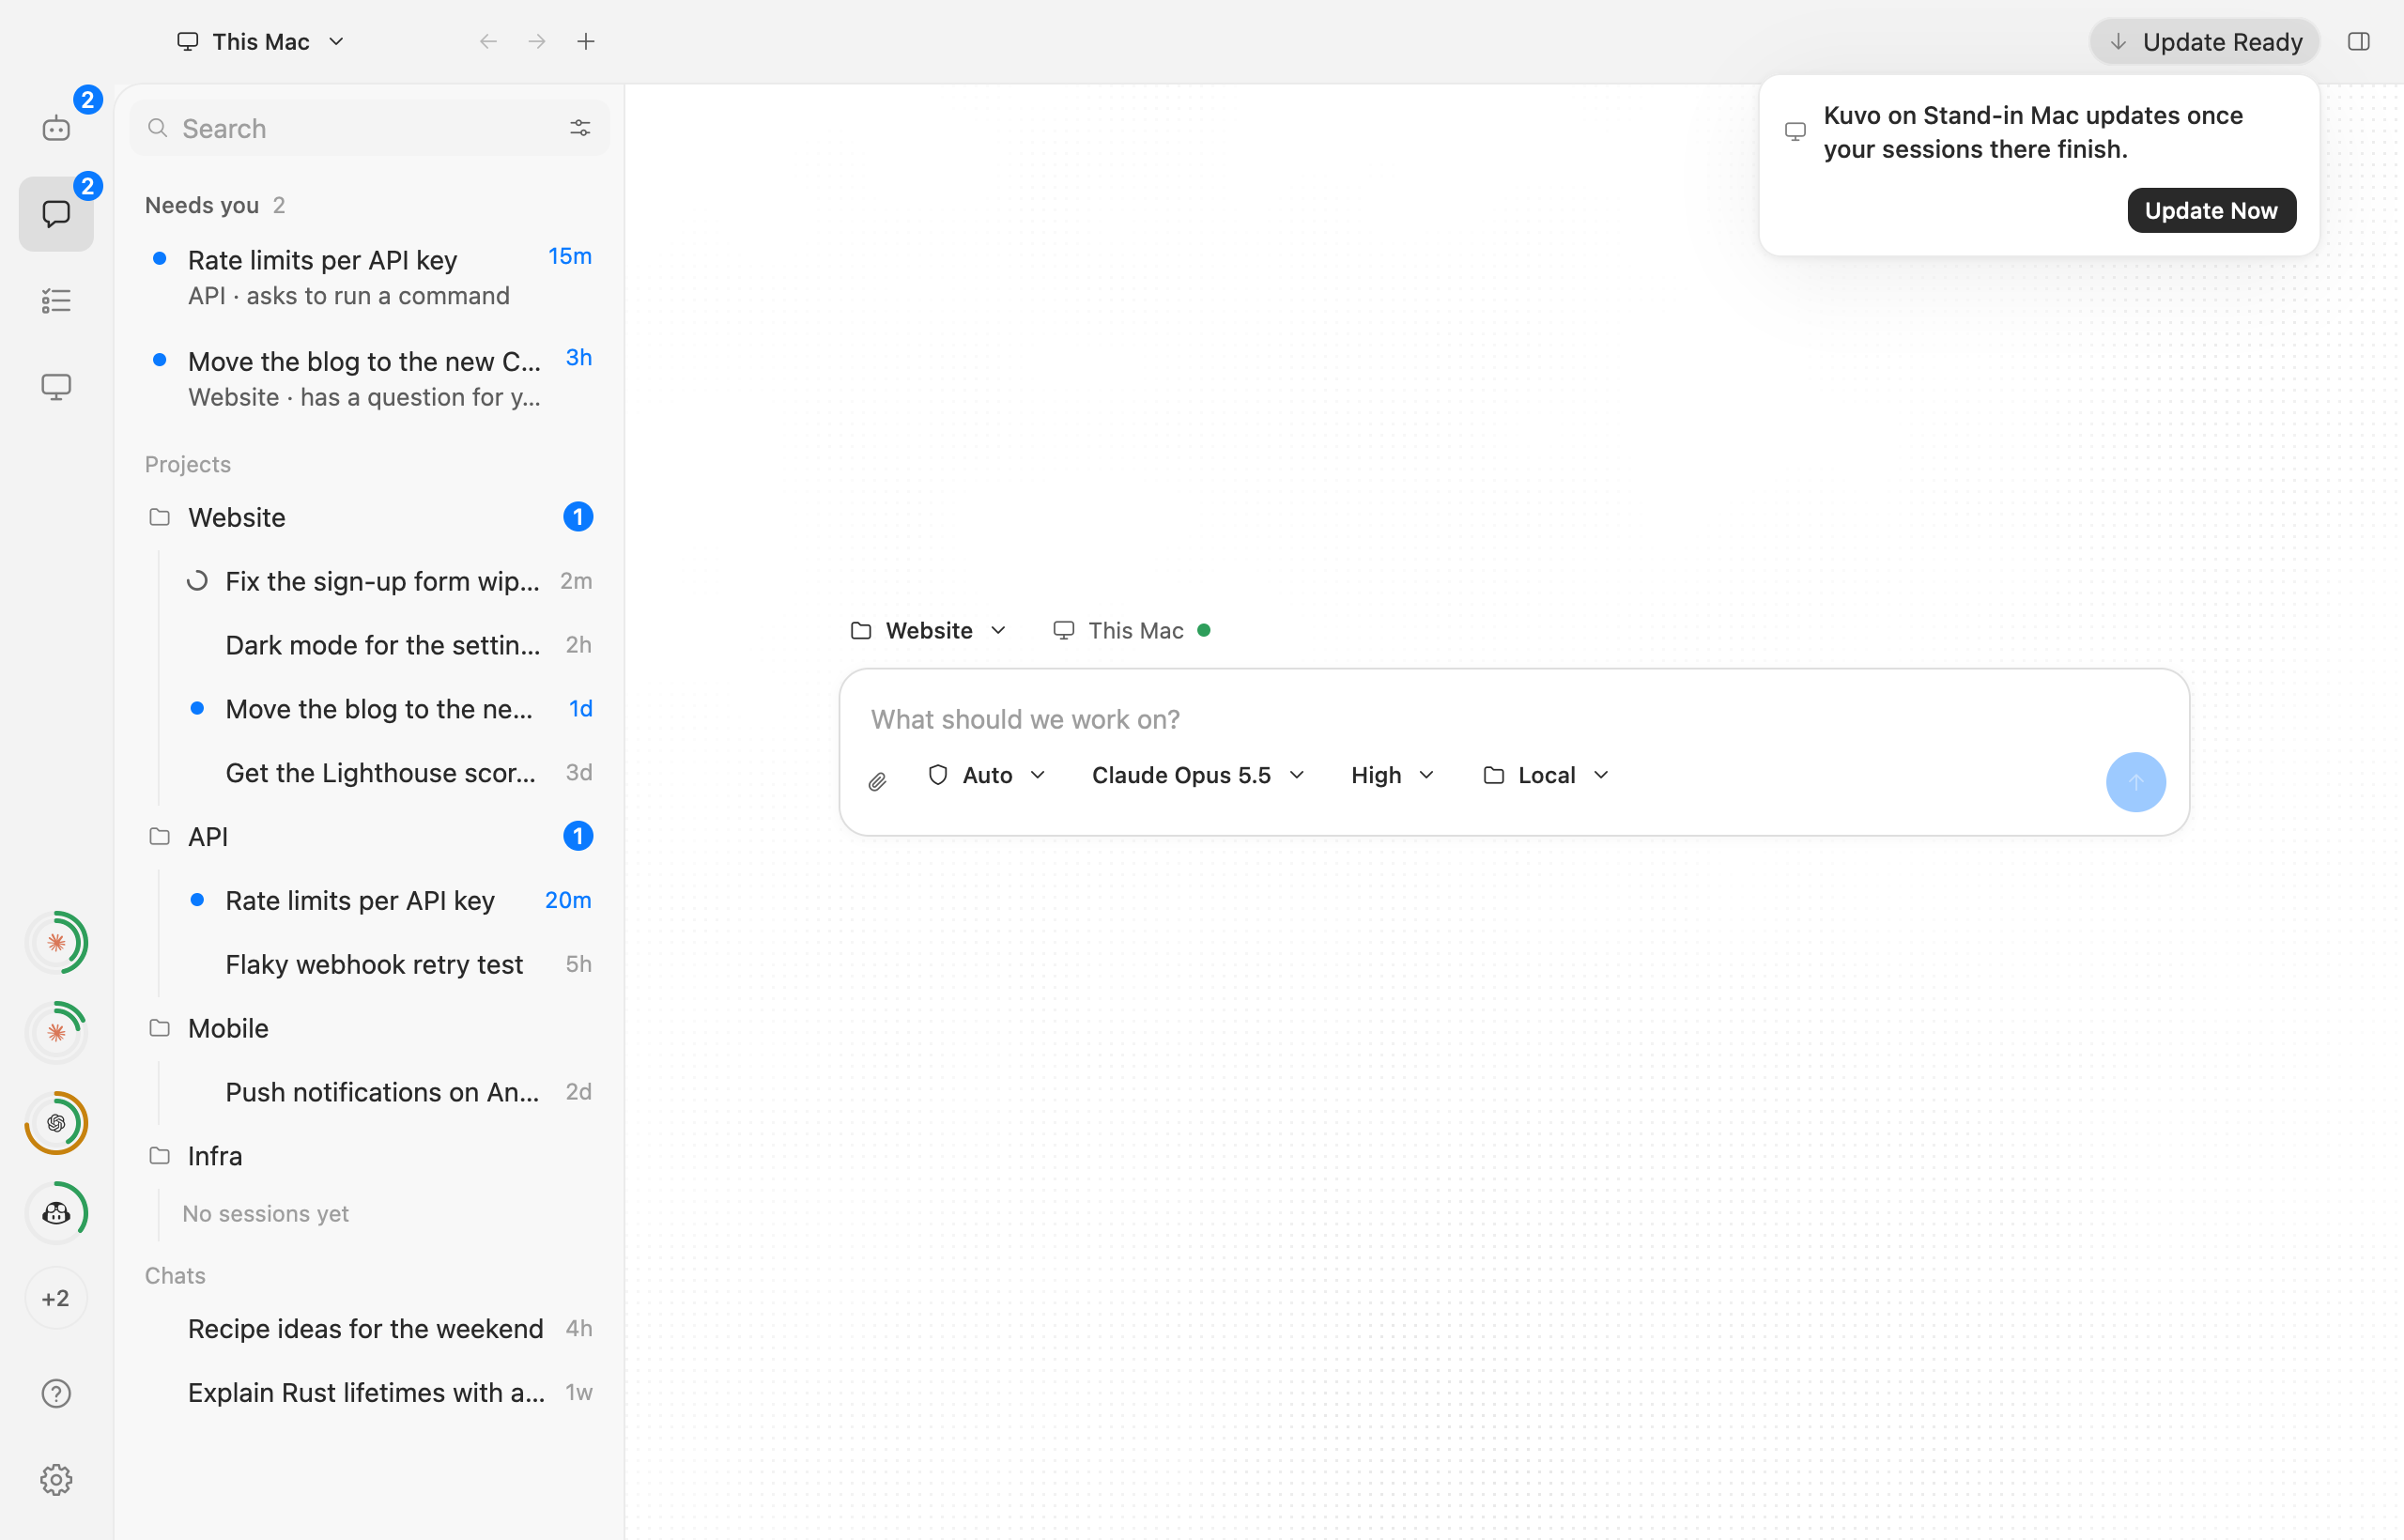 This Mac
Update Ready
Kuvo on Stand-in Mac updates once
your sessions there finish.
Update Now
2
2
Search
Needs you 2
Rate limits per API key 15m
API · asks to run a command
Move the blog to the new C... 3h
Website · has a question for y...
Projects
Website 1
Fix the sign-up form wip... 2m
Dark mode for the settin... 2h
Move the blog to the ne... 1d
Get the Lighthouse scor... 3d
API 1
Rate limits per API key 20m
Flaky webhook retry test 5h
Mobile
Push notifications on An... 2d
Infra
No sessions yet
Chats
Recipe ideas for the weekend 4h
Explain Rust lifetimes with a... 1w
+2
Website This Mac
What should we work on?
Auto Claude Opus 5.5 High Local